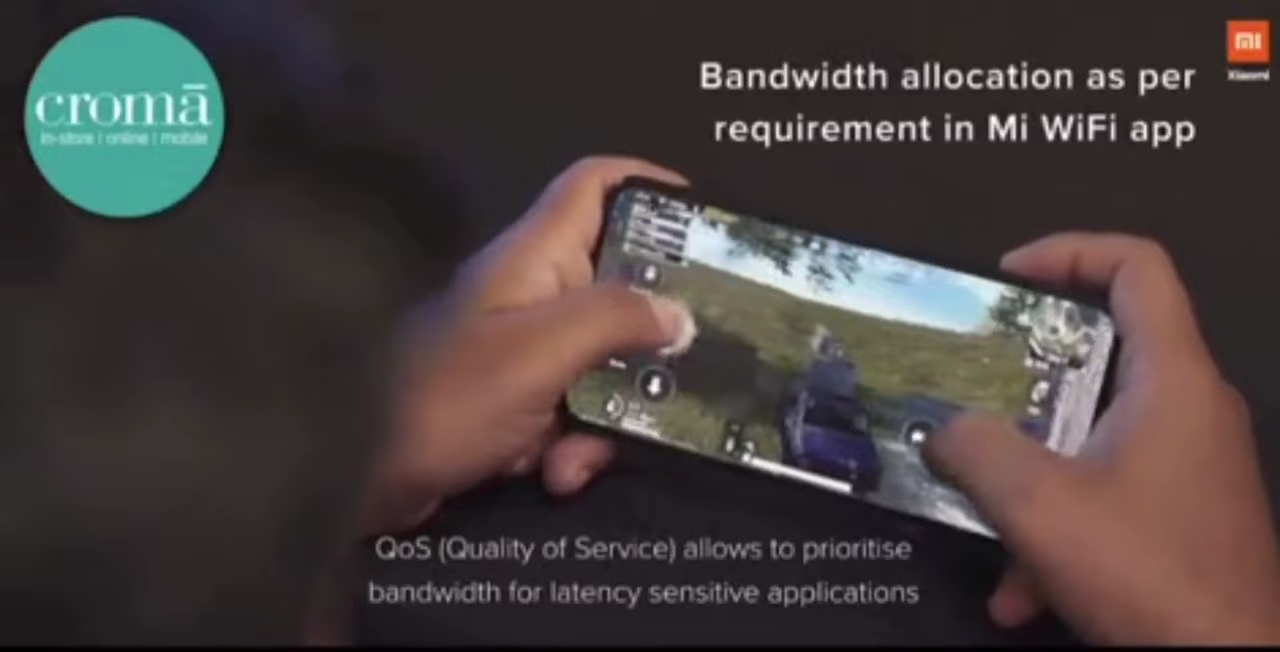 cromā
in-store | online | mobile
mi
Xiaomi
Bandwidth allocation as per
requirement in Mi WiFi app
QoS (Quality of Service) allows to prioritise
bandwidth for latency sensitive applications